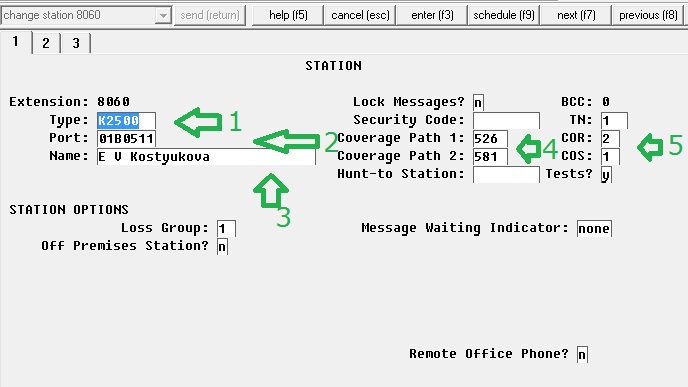 change station 8060 send (return) help (f5) cancel (esc) enter (f3) schedule (f9) next (f7) previous (f8)
1 2 3
STATION
Extension: 8060 Lock Messages? n BCC: 0
Type: K2500 1 Security Code: TN: 1
Port: 01B0511 2 Coverage Path 1: 526 4 COR: 2 5
Name: E V Kostyukova Coverage Path 2: 581 COS: 1
3 Hunt-to Station: Tests? y
STATION OPTIONS
Loss Group: 1 Message Waiting Indicator: none
Off Premises Station? n
Remote Office Phone? n